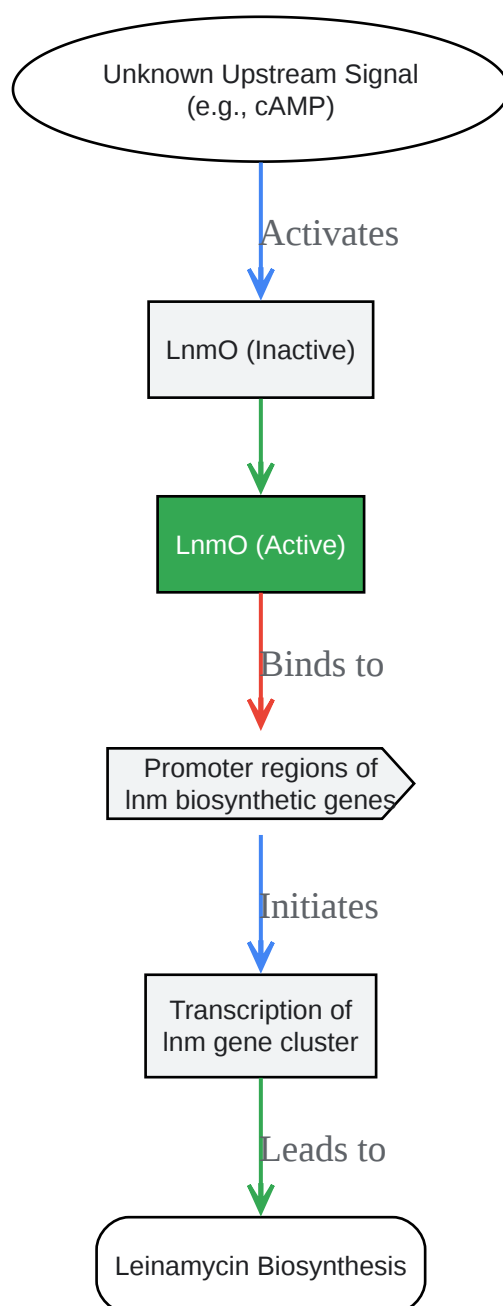 Unknown Upstream Signal
(e.g., cAMP)
Activates
LnmO (Inactive)
LnmO (Active)
Binds to
Promoter regions of
lnm biosynthetic genes
Initiates
Transcription of
lnm gene cluster
Leads to
Leinamycin Biosynthesis